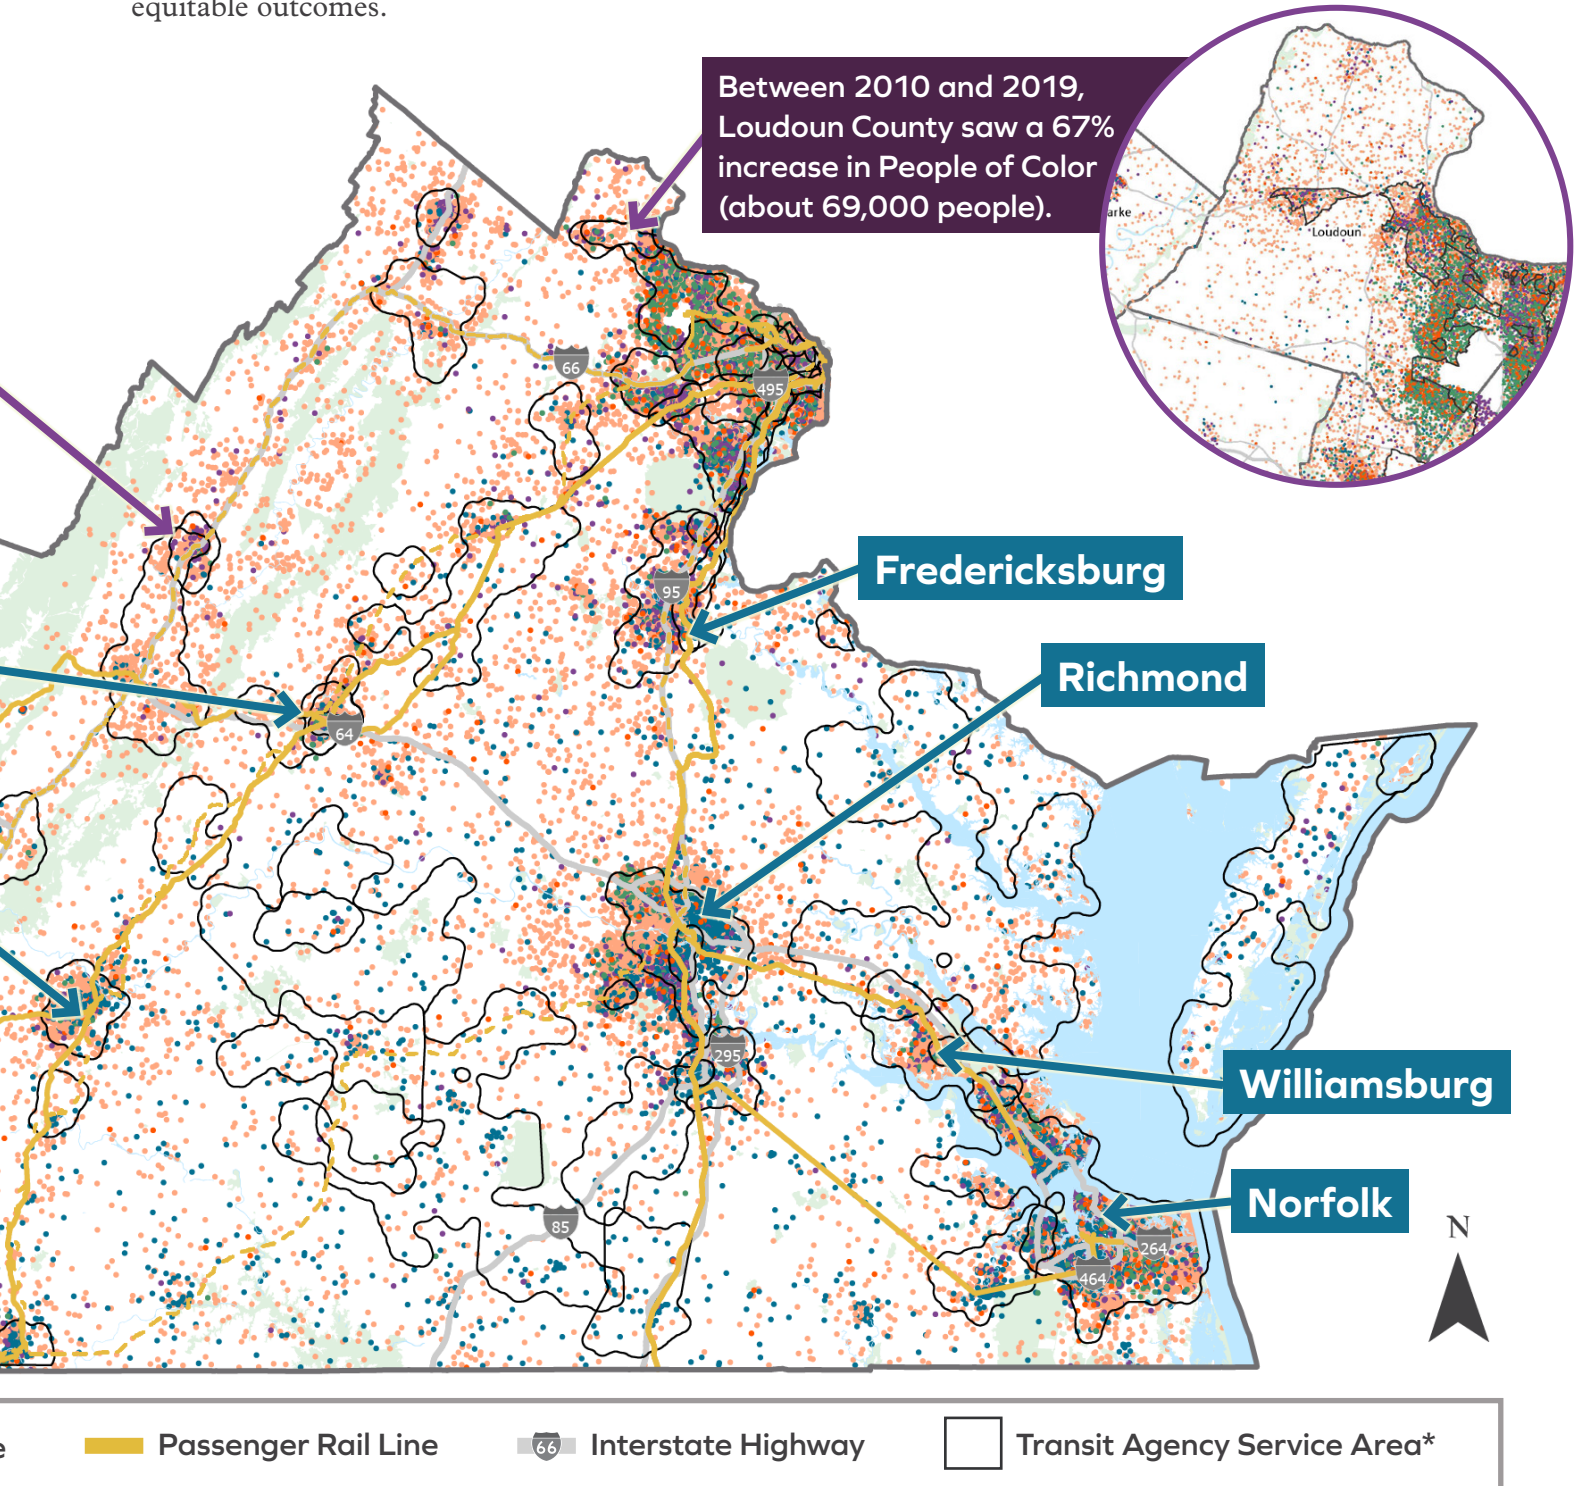 equitable outcomes.
Between 2010 and 2019,
Loudoun County saw a 67%
increase in People of Color
(about 69,000 people).
arke
Loudoun
66
495
95
Fredericksburg
Richmond
64
295
Williamsburg
85
Norfolk
264
464
N
e
Passenger Rail Line
66
Interstate Highway
Transit Agency Service Area*